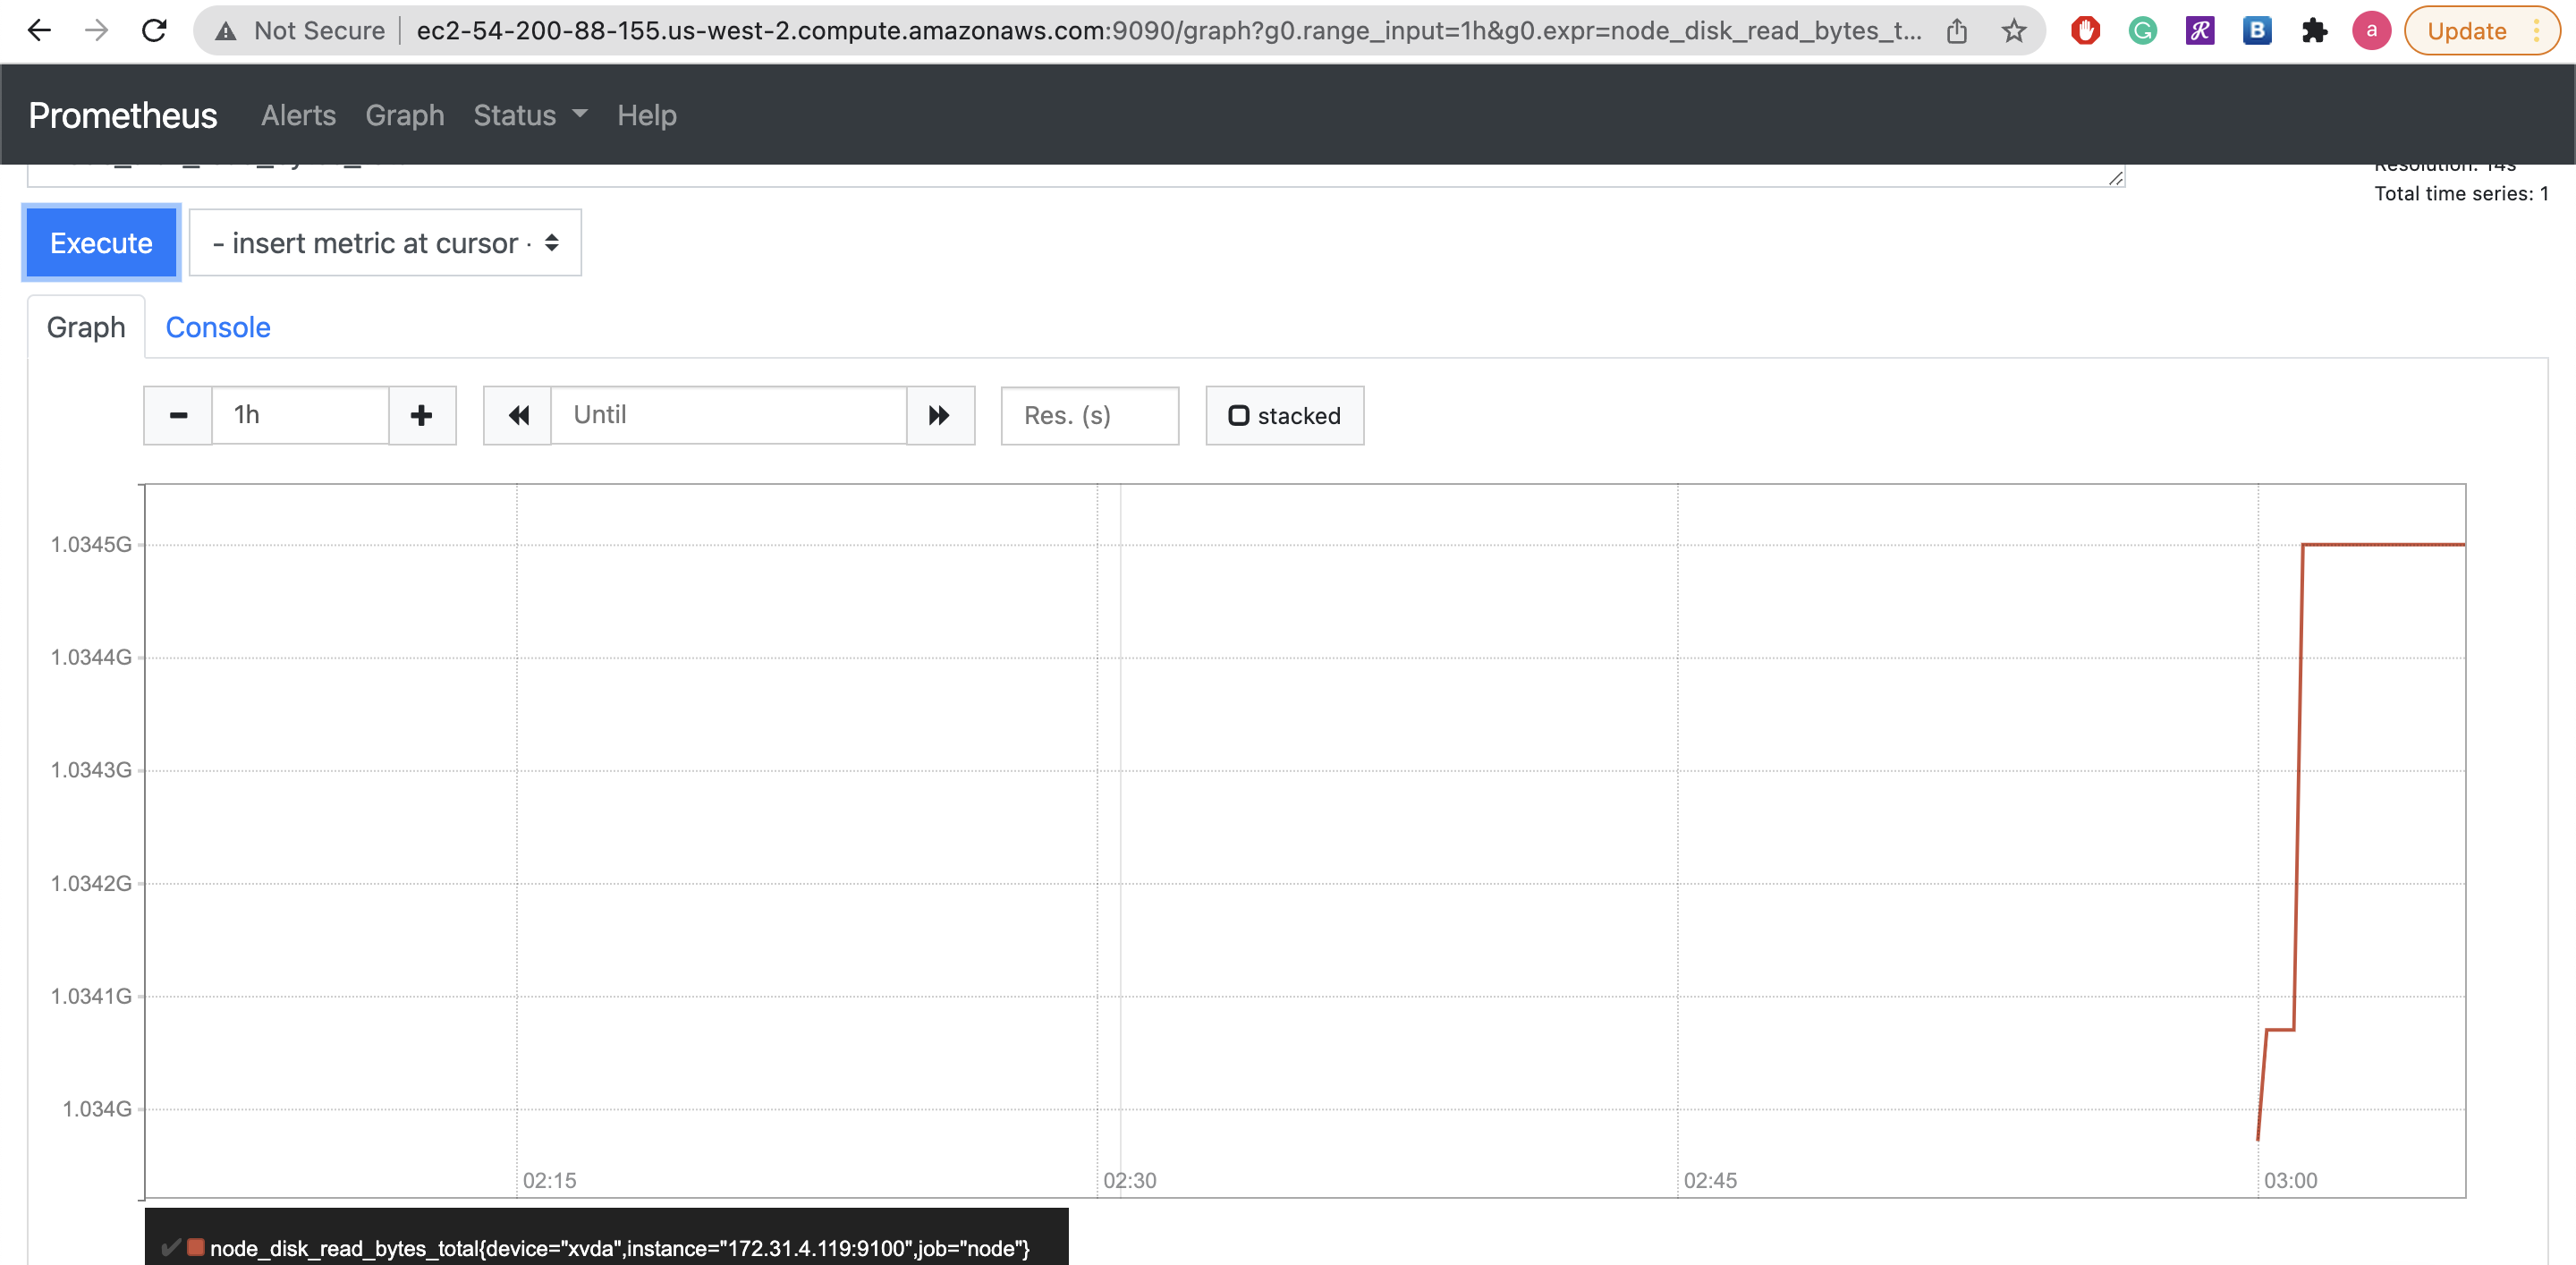 Not Secure
ec2-54-200-88-155.us-west-2.compute.amazonaws.com:9090/graph?g0.range_input=1h&g0.expr=node_disk_read_bytes_t...
a
Update
Prometheus Alerts Graph Status Help
Resolution: 14s
Total time series: 1
Execute
- insert metric at cursor -
Graph Console
1h
Until
Res. (s)
stacked
1.0345G
1.0344G
1.0343G
1.0342G
1.0341G
1.034G
02:15 02:30 02:45 03:00
node_disk_read_bytes_total{device="xvda",instance="172.31.4.119:9100",job="node"}